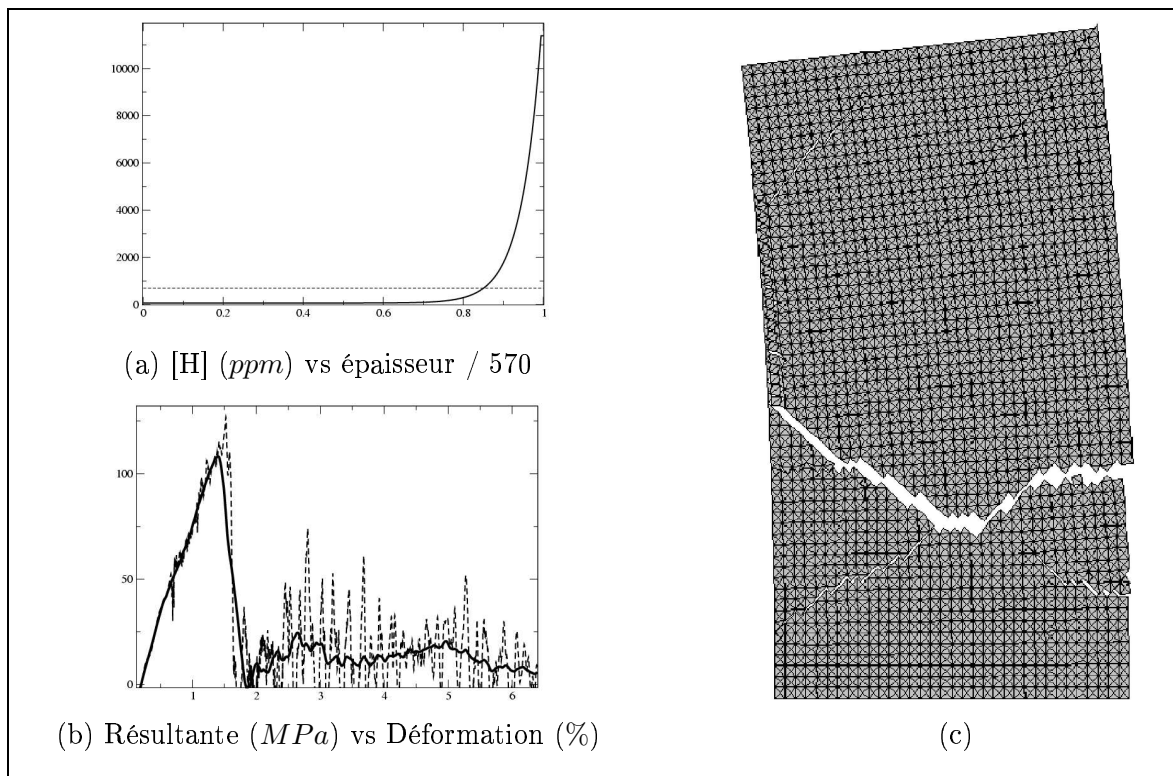 10000
8000
6000
4000
2000
0
0 0.2 0.4 0.6 0.8 1
(a) [H] (ppm) vs épaisseur / 570
100
50
0
1 2 3 4 5 6
(b) Résultante (MPa) vs Déformation (%)
(c)